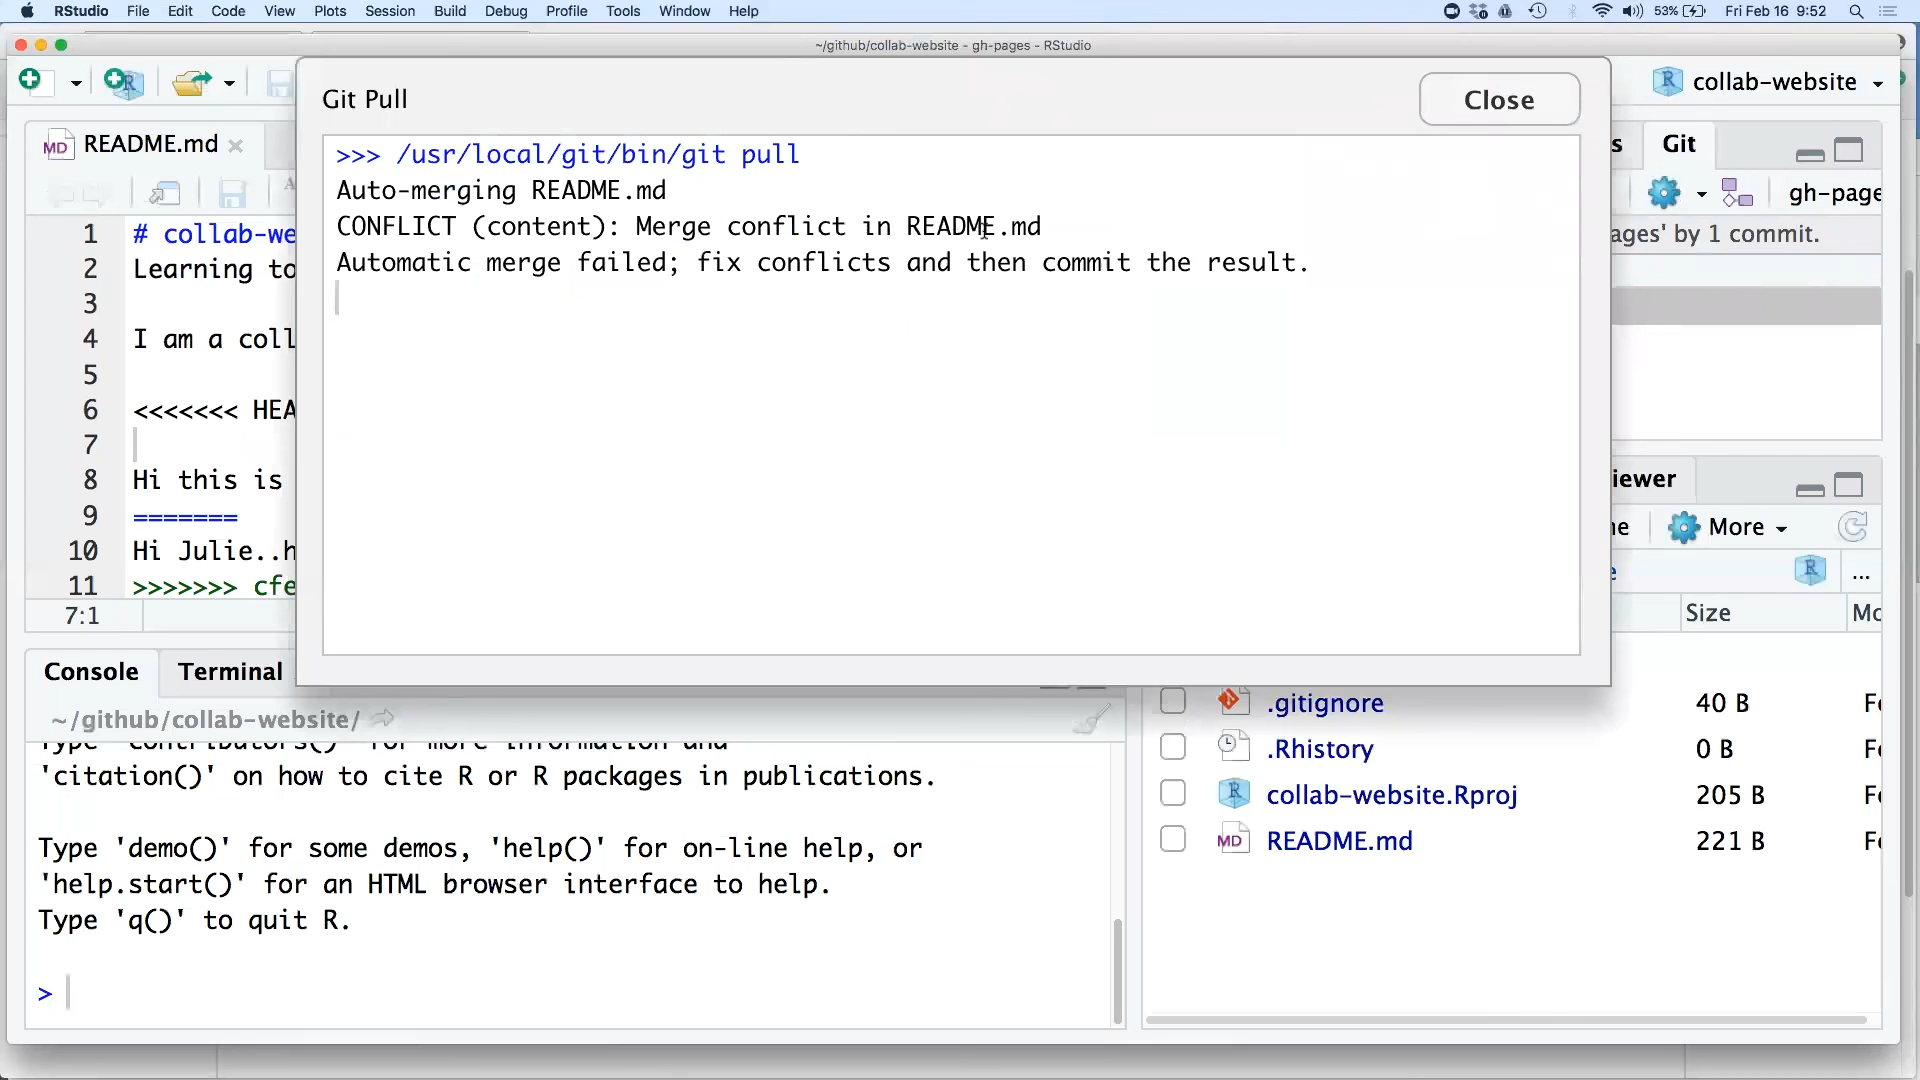 RStudio File Edit Code View Plots Session Build Debug Profile Tools Window Help 53% Fri Feb 16 9:52
~/github/collab-website - gh-pages - RStudio
Git Pull
Close
collab-website
README.md
Git
>>> /usr/local/git/bin/git pull
Auto-merging README.md
CONFLICT (content): Merge conflict in README.md
Automatic merge failed; fix conflicts and then commit the result.
gh-page
ages' by 1 commit.
1 # collab-we
2 Learning to
3
4 I am a coll
5
6 <<<<<<< HEA
7
8 Hi this is
9 =======
10 Hi Julie..h
11 >>>>>>> cfe
7:1
iewer
More
...
Size
Mo
Console Terminal
~/github/collab-website/
Type 'contributors()' for more information and
'citation()' on how to cite R or R packages in publications.
Type 'demo()' for some demos, 'help()' for on-line help, or
'help.start()' for an HTML browser interface to help.
Type 'q()' to quit R.
>
.gitignore 40 B
.Rhistory 0 B
collab-website.Rproj 205 B
README.md 221 B